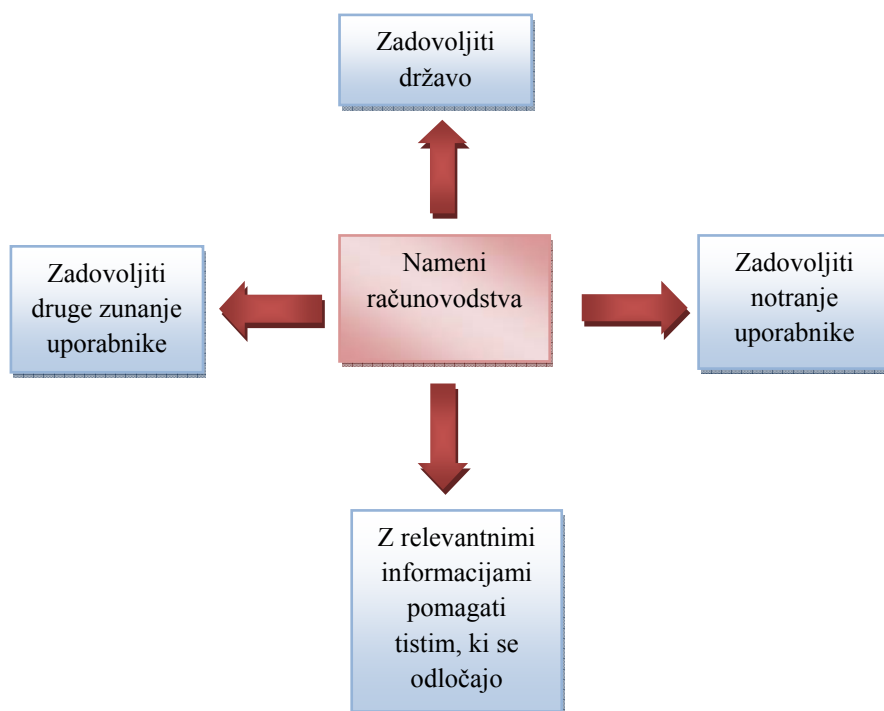 Zadovoljiti
državo
Zadovoljiti
druge zunanje
uporabnike
Nameni
računovodstva
Zadovoljiti
notranje
uporabnike
Z relevantnimi
informacijami
pomagati
tistim, ki se
odločajo